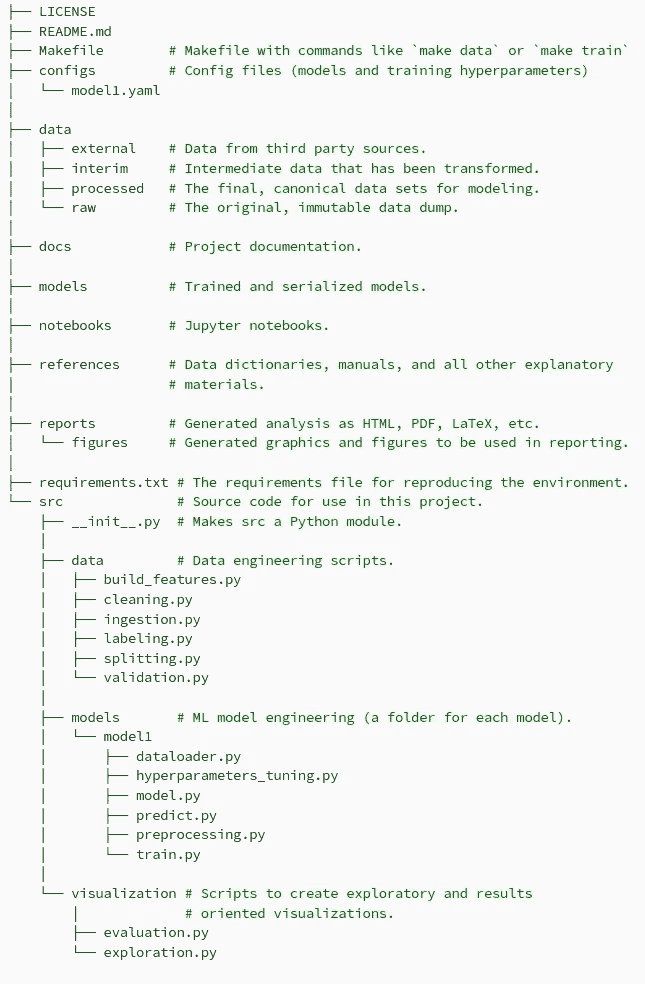 ├── LICENSE
├── README.md
├── Makefile        # Makefile with commands like `make data` or `make train`
├── configs         # Config files (models and training hyperparameters)
│   └── model1.yaml
│
├── data
│   ├── external    # Data from third party sources.
│   ├── interim     # Intermediate data that has been transformed.
│   ├── processed   # The final, canonical data sets for modeling.
│   └── raw         # The original, immutable data dump.
│
├── docs            # Project documentation.
│
├── models          # Trained and serialized models.
│
├── notebooks       # Jupyter notebooks.
│
├── references      # Data dictionaries, manuals, and all other explanatory
│                   # materials.
│
├── reports         # Generated analysis as HTML, PDF, LaTeX, etc.
│   └── figures     # Generated graphics and figures to be used in reporting.
│
├── requirements.txt # The requirements file for reproducing the environment.
└── src              # Source code for use in this project.
    ├── __init__.py  # Makes src a Python module.
    │
    ├── data         # Data engineering scripts.
    │   ├── build_features.py
    │   ├── cleaning.py
    │   ├── ingestion.py
    │   ├── labeling.py
    │   ├── splitting.py
    │   └── validation.py
    │
    ├── models       # ML model engineering (a folder for each model).
    │   └── model1
    │       ├── dataloader.py
    │       ├── hyperparameters_tuning.py
    │       ├── model.py
    │       ├── predict.py
    │       ├── preprocessing.py
    │       └── train.py
    │
    └── visualization # Scripts to create exploratory and results
        │             # oriented visualizations.
        ├── evaluation.py
        └── exploration.py